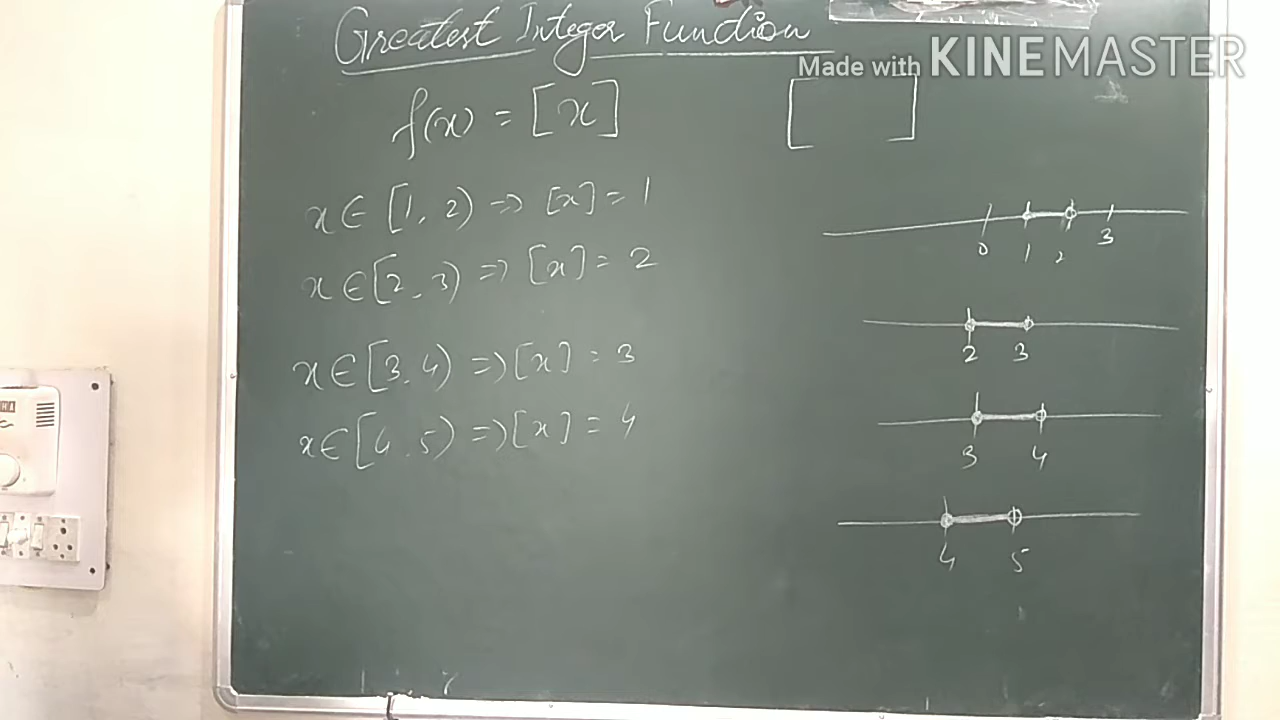 Greatest Integer Function
Made with KINEMASTER
f(x) = [x]
[ ]
x ∈ [1, 2) => [x] = 1
x ∈ [2, 3) => [x] = 2
x ∈ [3, 4) => [x] = 3
x ∈ [4, 5) => [x] = 4
0 1 2 3
2 3
3 4
4 5